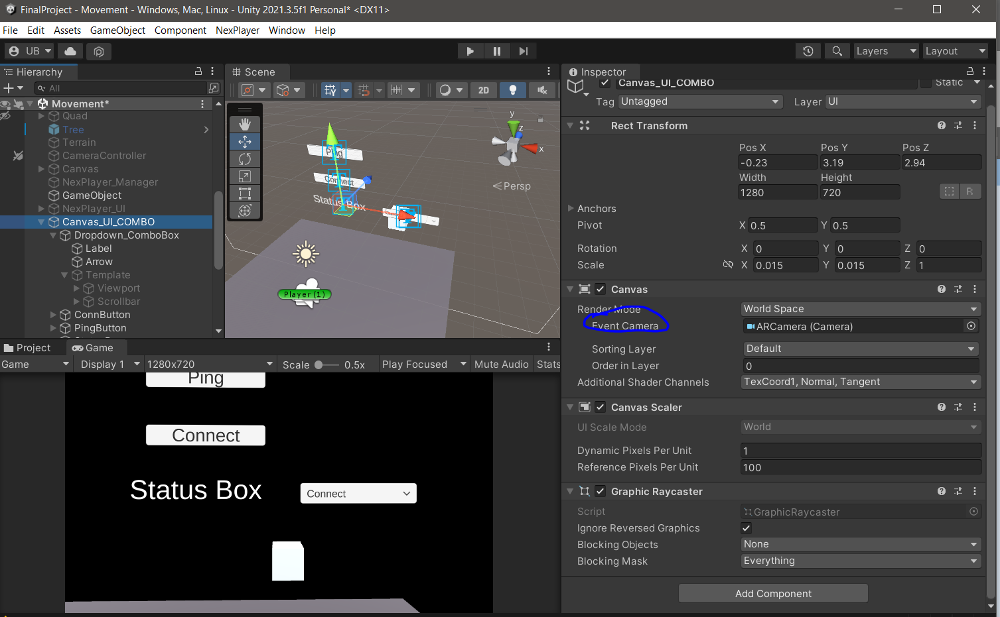 FinalProject - Movement - Windows, Mac, Linux - Unity 2021.3.5f1 Personal* <DX11>
File Edit Assets GameObject Component NexPlayer Window Help
UB
Layers
Layout
Hierarchy
All
Movement*
Quad
Tree
Terrain
CameraController
Canvas
NexPlayer_Manager
GameObject
NexPlayer_UI
Canvas_UI_COMBO
Dropdown_ComboBox
Label
Arrow
Template
Viewport
Scrollbar
ConnButton
PingButton
Scene
2D
y
z
x
Persp
Ping
Connect
Status Box
Player (1)
Project Game
Game Display 1 1280x720 Scale 0.5x Play Focused Mute Audio Stats
Ping
Connect
Status Box
Connect
Inspector
Canvas_UI_COMBO Static
Tag Untagged Layer UI
Rect Transform
Pos X Pos Y Pos Z
-0.23 3.19 2.94
Width Height
1280 720 R
Anchors
Pivot X 0.5 Y 0.5
Rotation X 0 Y 0 Z 0
Scale X 0.015 Y 0.015 Z 1
Canvas
Render Mode World Space
Event Camera ARCamera (Camera)
Sorting Layer Default
Order in Layer 0
Additional Shader Channels TexCoord1, Normal, Tangent
Canvas Scaler
UI Scale Mode World
Dynamic Pixels Per Unit 1
Reference Pixels Per Unit 100
Graphic Raycaster
Script GraphicRaycaster
Ignore Reversed Graphics
Blocking Objects None
Blocking Mask Everything
Add Component